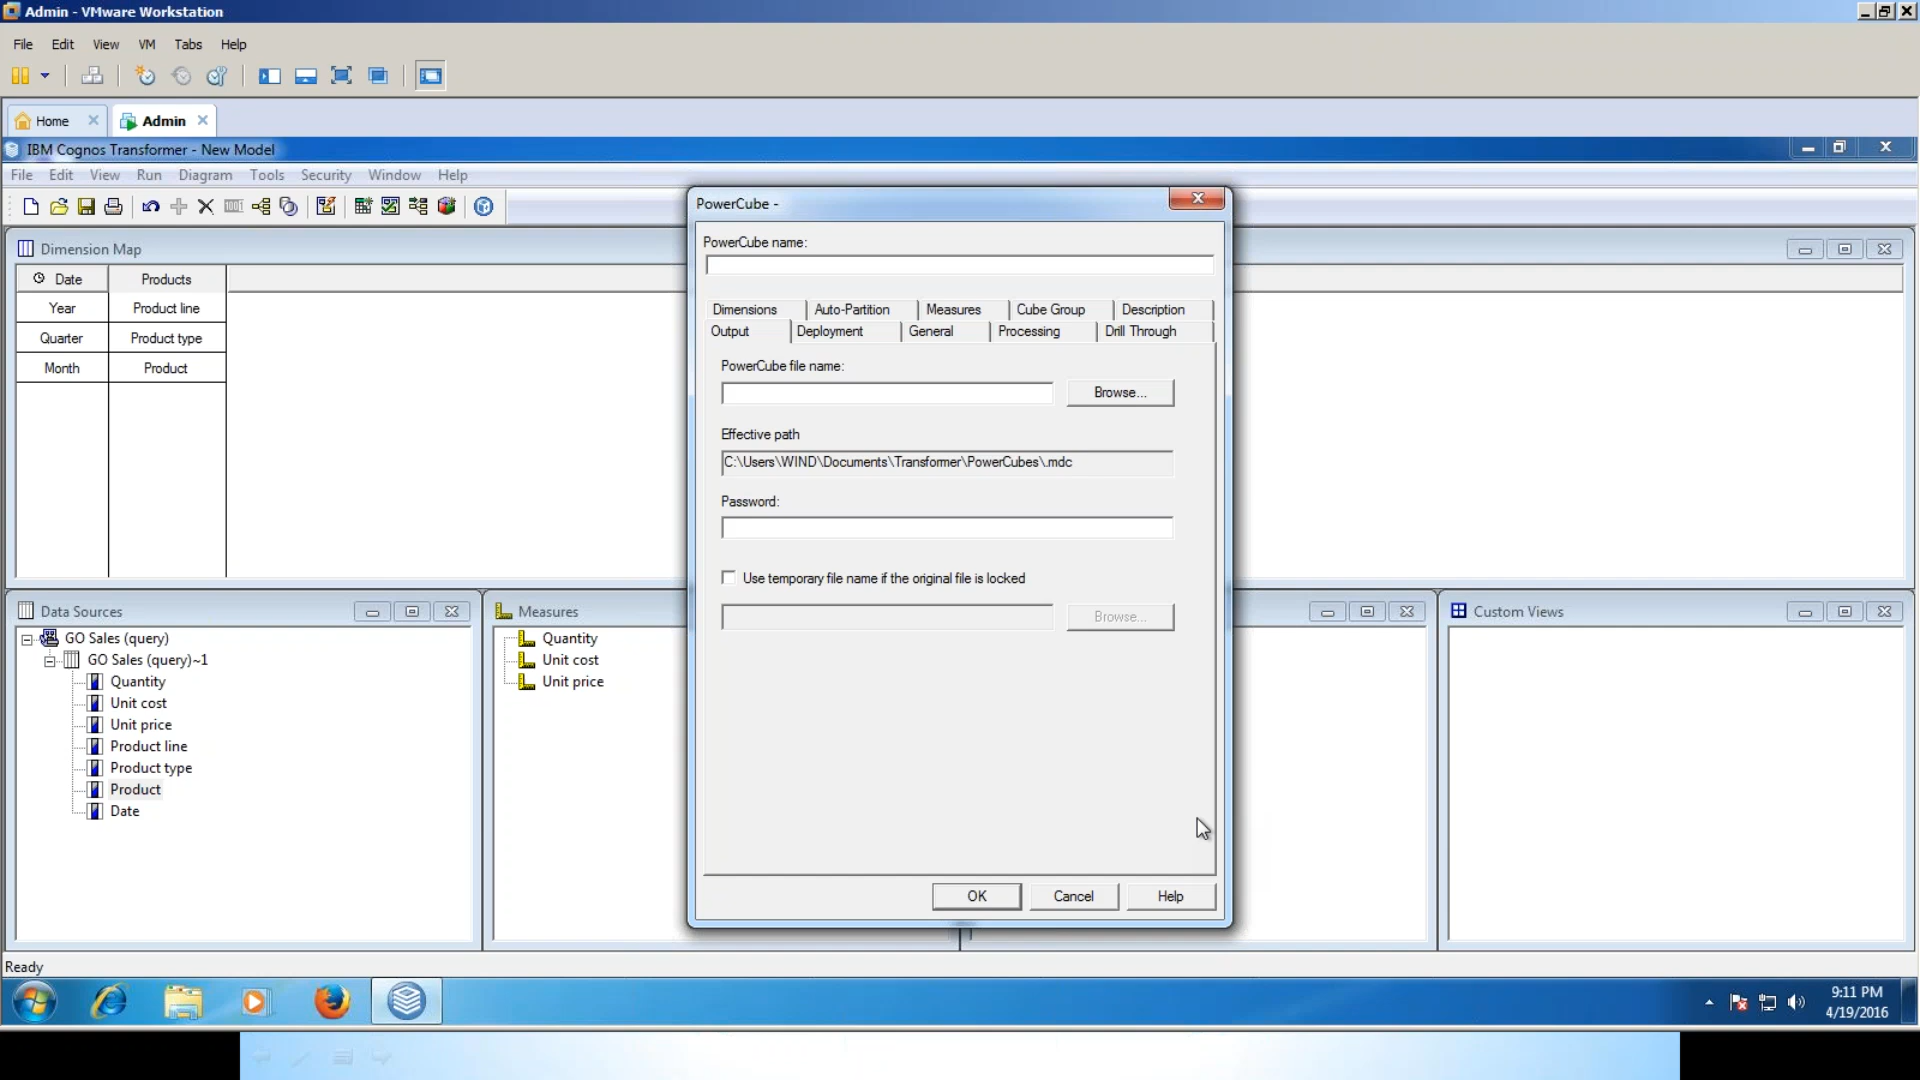 Admin - VMware Workstation
File Edit View VM Tabs Help
Home Admin
IBM Cognos Transformer - New Model
File Edit View Run Diagram Tools Security Window Help
Dimension Map
Date Products
Year Product line
Quarter Product type
Month Product
PowerCube -
PowerCube name:
Dimensions Auto-Partition Measures Cube Group Description
Output Deployment General Processing Drill Through
PowerCube file name:
Browse...
Effective path
C:\Users\WIND\Documents\Transformer\PowerCubes\.mdc
Password:
Use temporary file name if the original file is locked
Browse...
OK Cancel Help
Data Sources
GO Sales (query)
GO Sales (query)~1
Quantity
Unit cost
Unit price
Product line
Product type
Product
Date
Measures
Quantity
Unit cost
Unit price
Custom Views
Ready
9:11 PM
4/19/2016